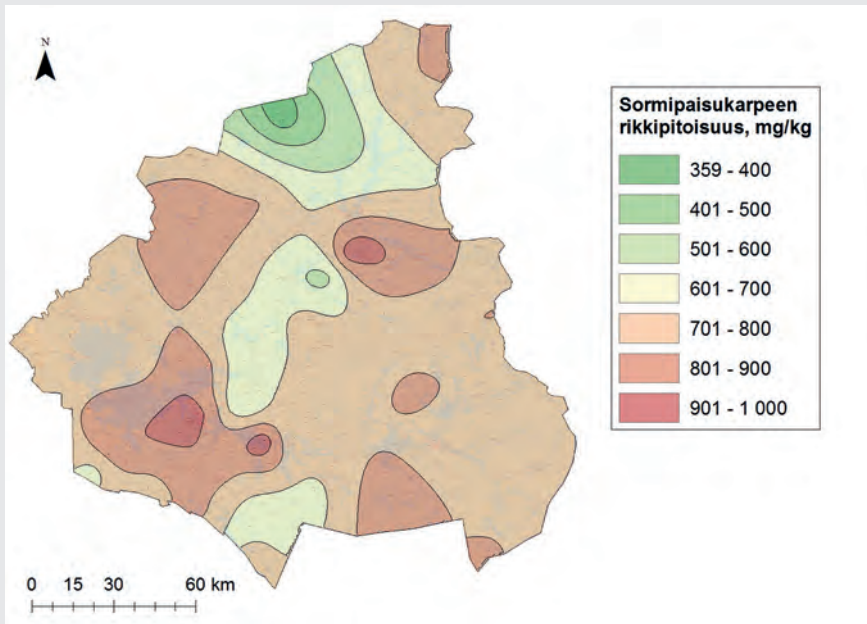 N
Sormipaisukarpeen
rikkipitoisuus, mg/kg
359 - 400
401 - 500
501 - 600
601 - 700
701 - 800
801 - 900
901 - 1 000
0 15 30 60 km